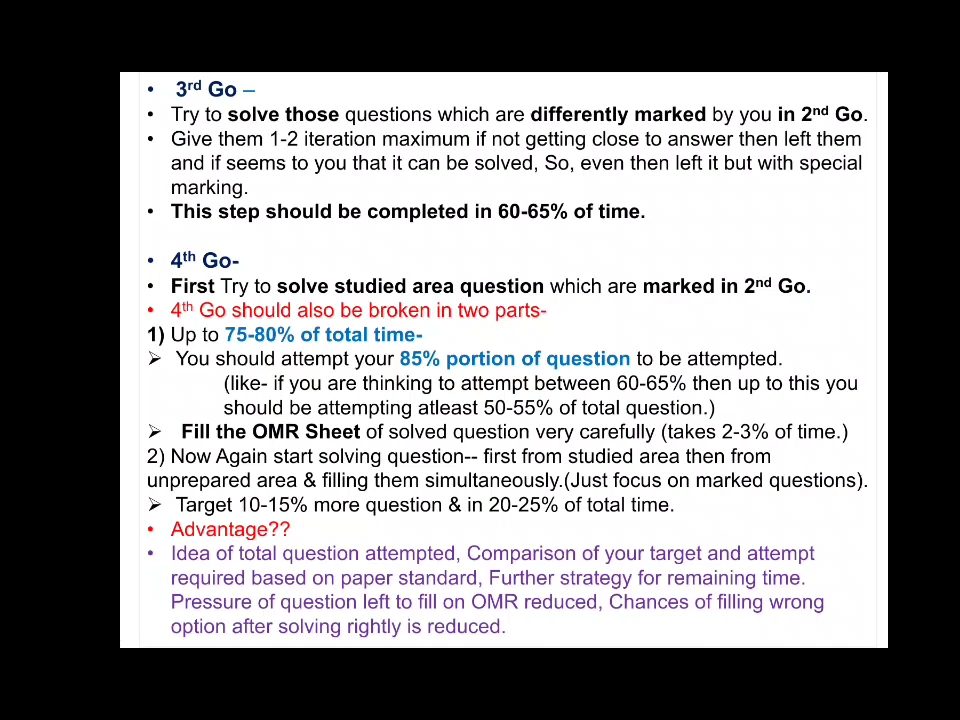 • 3rd Go –
• Try to solve those questions which are differently marked by you in 2nd Go.
• Give them 1-2 iteration maximum if not getting close to answer then left them
and if seems to you that it can be solved, So, even then left it but with special
marking.
• This step should be completed in 60-65% of time.
• 4th Go-
• First Try to solve studied area question which are marked in 2nd Go.
• 4th Go should also be broken in two parts-
1) Up to 75-80% of total time-
➢ You should attempt your 85% portion of question to be attempted.
(like- if you are thinking to attempt between 60-65% then up to this you
should be attempting atleast 50-55% of total question.)
➢ Fill the OMR Sheet of solved question very carefully (takes 2-3% of time.)
2) Now Again start solving question-- first from studied area then from
unprepared area & filling them simultaneously.(Just focus on marked questions).
➢ Target 10-15% more question & in 20-25% of total time.
• Advantage??
• Idea of total question attempted, Comparison of your target and attempt
required based on paper standard, Further strategy for remaining time.
Pressure of question left to fill on OMR reduced, Chances of filling wrong
option after solving rightly is reduced.